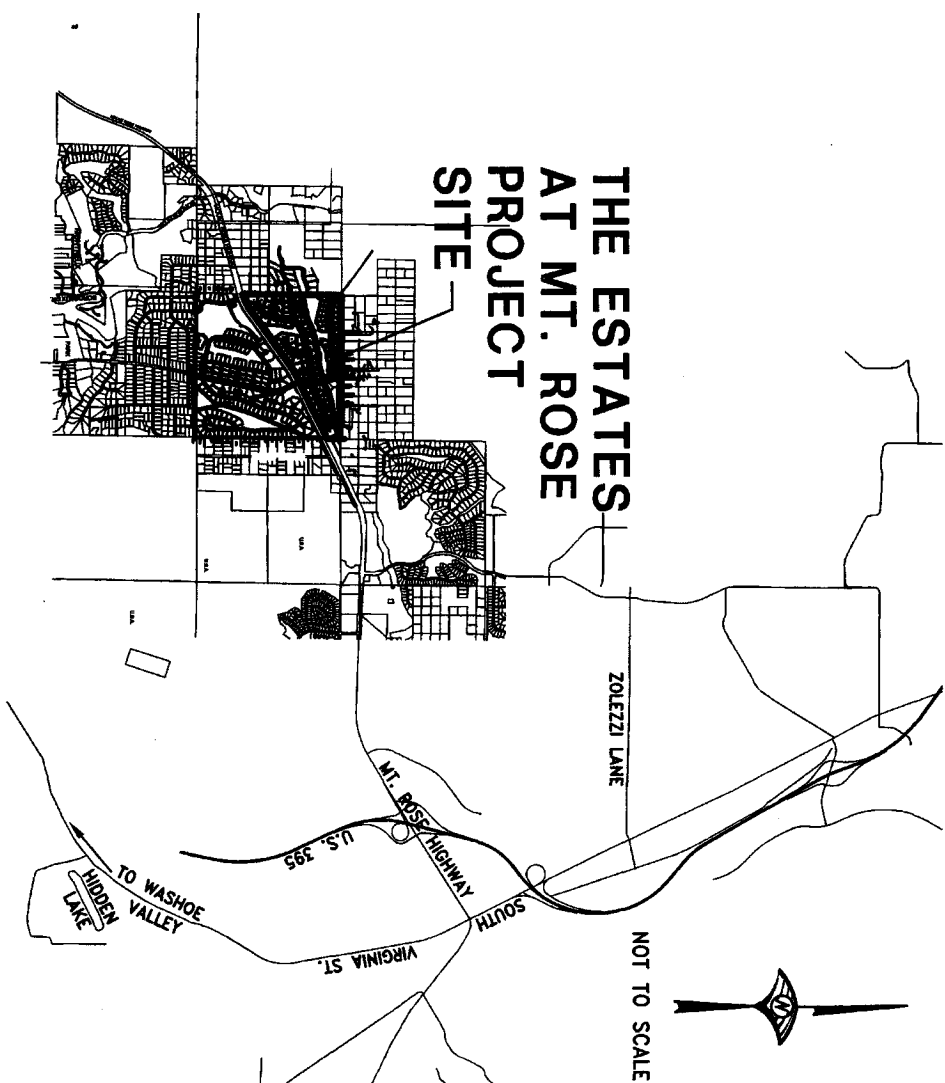 THE ESTATES
AT MT. ROSE
PROJECT
SITE
ZOLEZZI LANE
MT. ROSE HIGHWAY
U.S. 395
SOUTH
VIRGINIA ST.
TO WASHOE
VALLEY
HIDDEN
LAKE
NOT TO SCALE
N